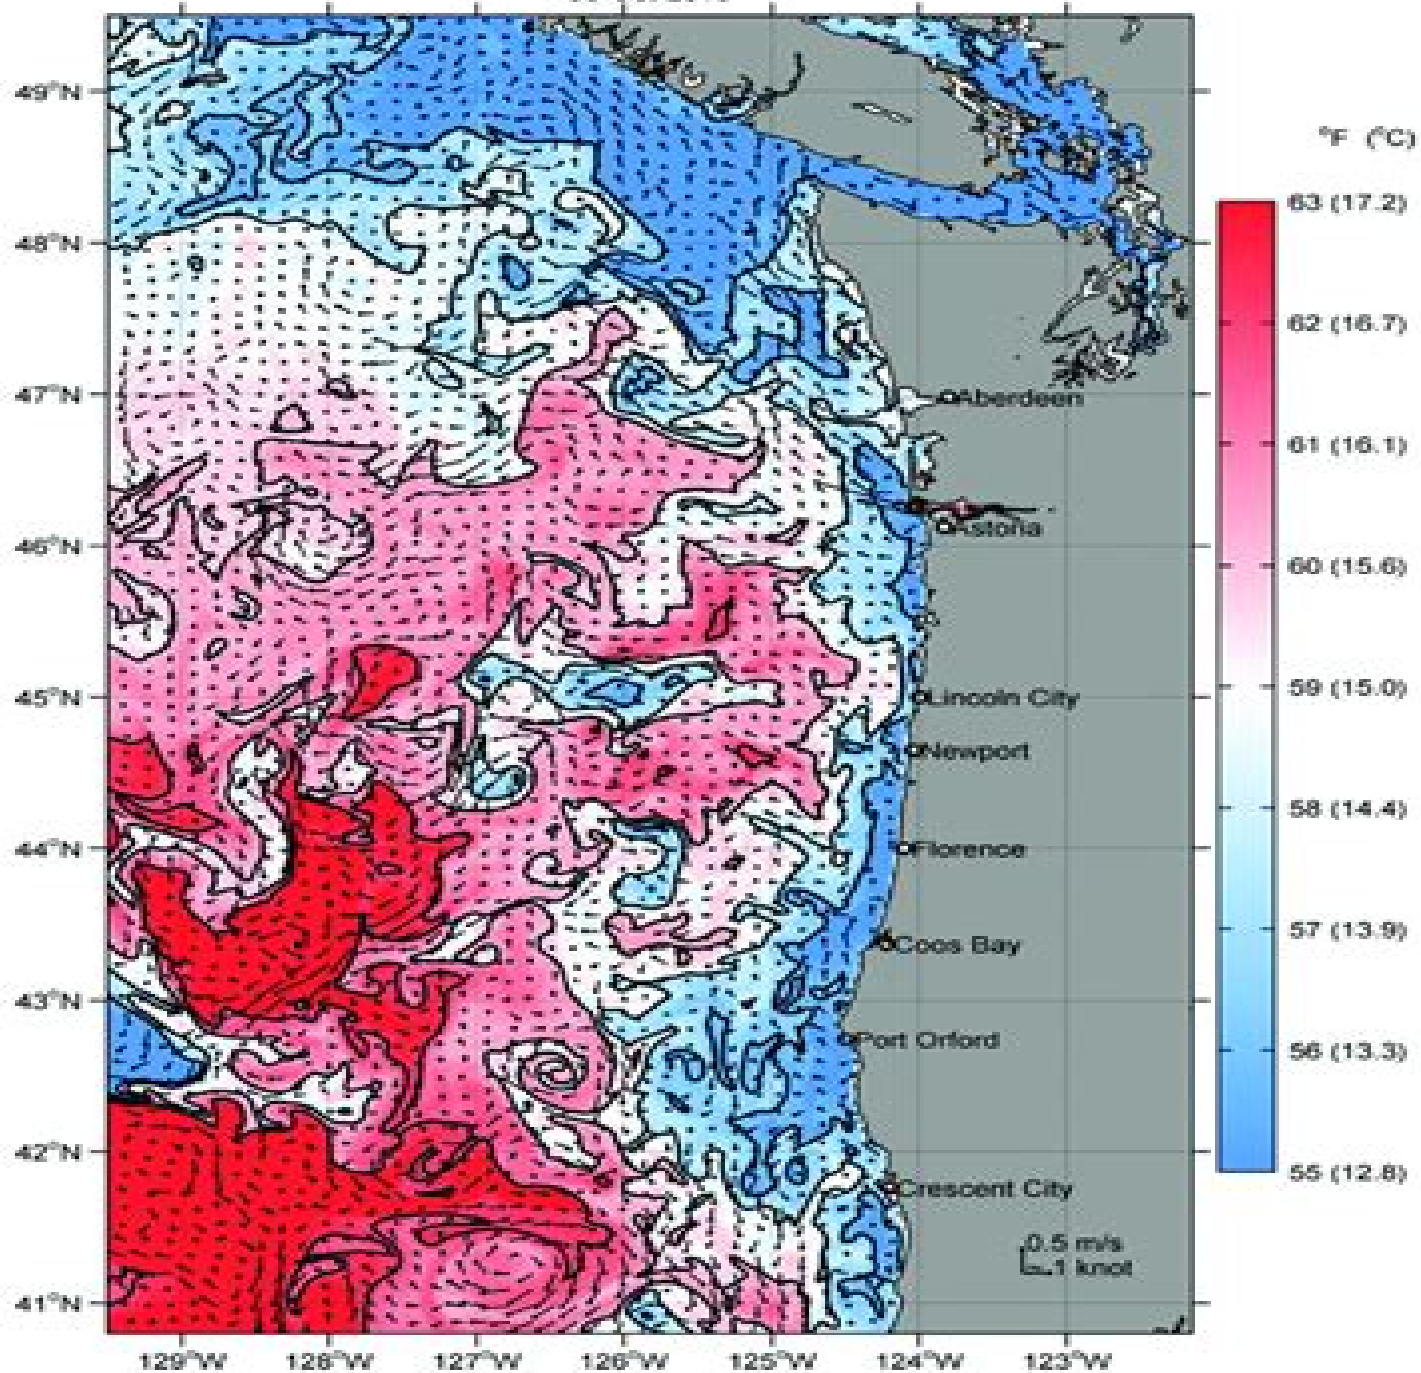 49°N
48°N
47°N
46°N
45°N
44°N
43°N
42°N
41°N
129°W 128°W 127°W 126°W 125°W 124°W 123°W
Aberdeen
Astoria
Lincoln City
Newport
Florence
Coos Bay
Port Orford
Crescent City
0.5 m/s
1 knot
°F (°C)
63 (17.2)
62 (16.7)
61 (16.1)
60 (15.6)
59 (15.0)
58 (14.4)
57 (13.9)
56 (13.3)
55 (12.8)